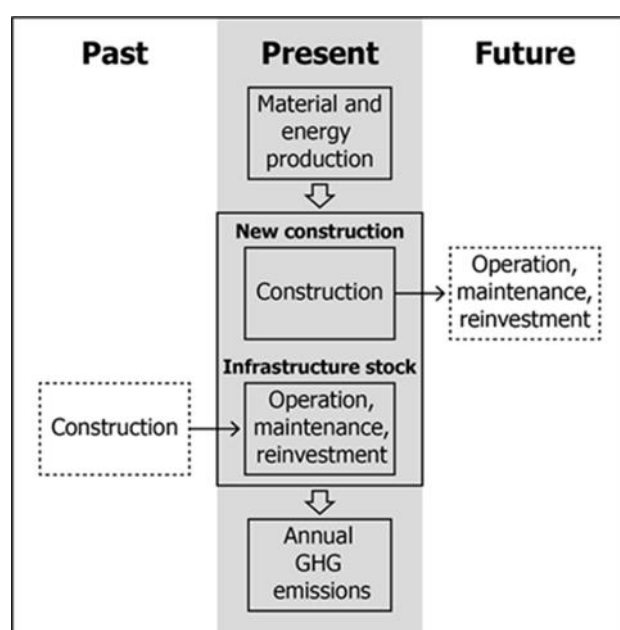 Past Present Future
Material and
energy
production
New construction
Construction
Operation,
maintenance,
reinvestment
Infrastructure stock
Construction
Operation,
maintenance,
reinvestment
Annual
GHG
emissions